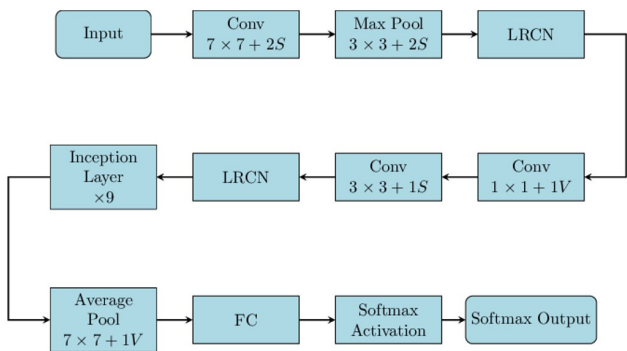 Input
Conv
7 × 7 + 2S
Max Pool
3 × 3 + 2S
LRCN
Conv
1 × 1 + 1V
Conv
3 × 3 + 1S
LRCN
Inception
Layer
×9
Average
Pool
7 × 7 + 1V
FC
Softmax
Activation
Softmax Output